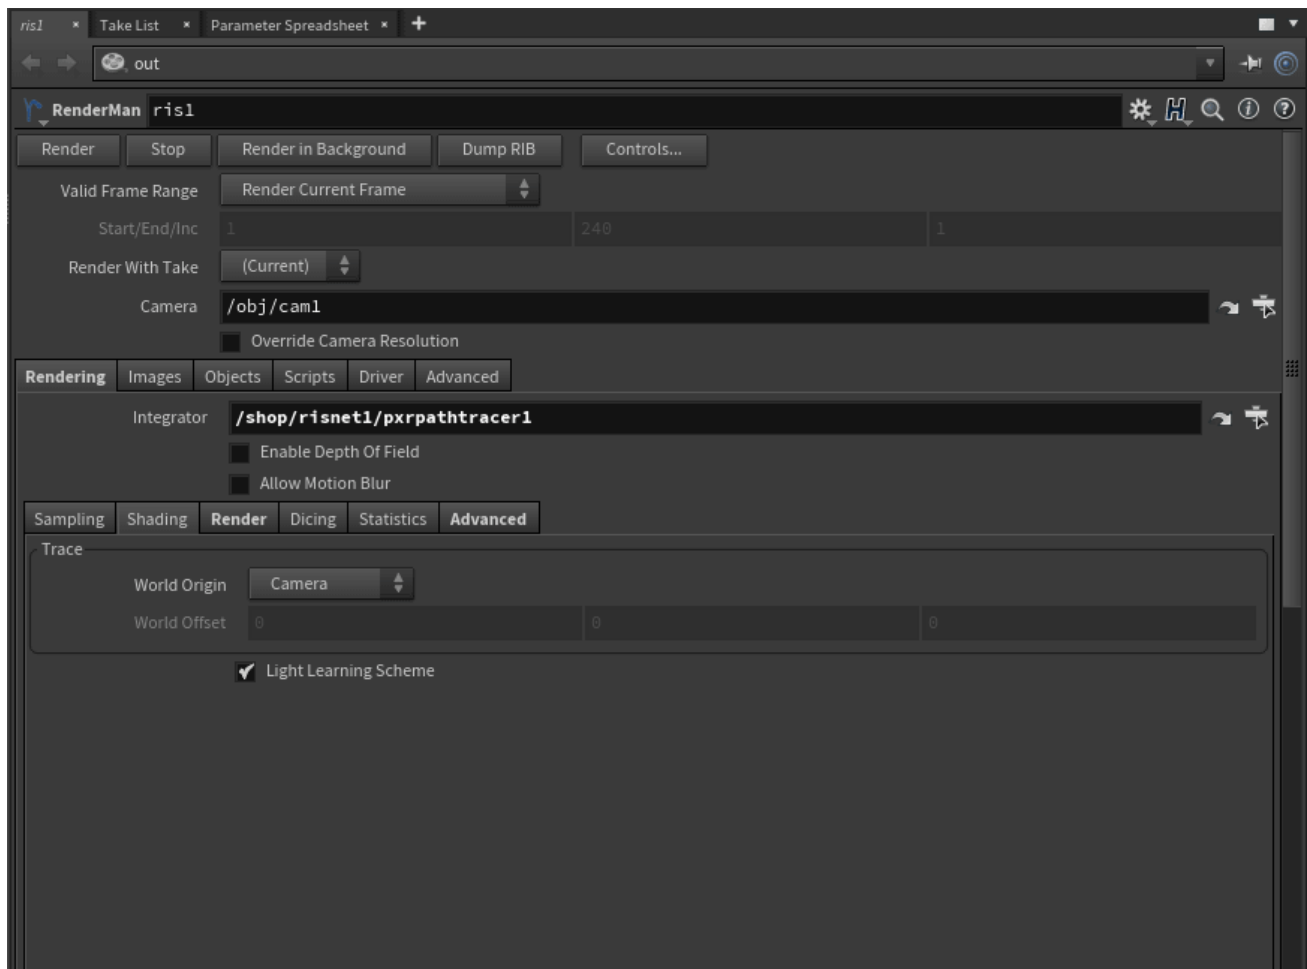 ris1 × Take List × Parameter Spreadsheet × +
out
RenderMan ris1
Render Stop Render in Background Dump RIB Controls...
Valid Frame Range Render Current Frame
Start/End/Inc 1 240 1
Render With Take (Current)
Camera /obj/cam1
Override Camera Resolution
Rendering Images Objects Scripts Driver Advanced
Integrator /shop/risnet1/pxrpathtracer1
Enable Depth Of Field
Allow Motion Blur
Sampling Shading Render Dicing Statistics Advanced
Trace
World Origin Camera
World Offset 0 0 0
Light Learning Scheme